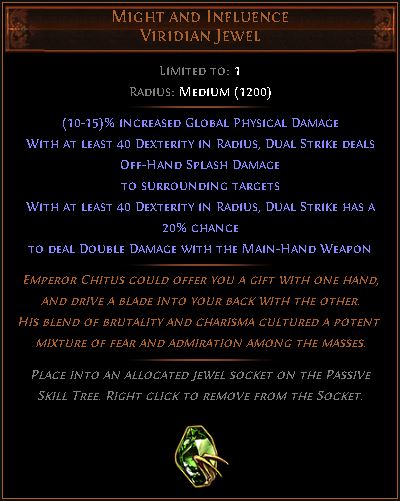 Might and Influence
Viridian Jewel
Limited to: 1
Radius: Medium (1200)
(10-15)% increased Global Physical Damage
With at least 40 Dexterity in Radius, Dual Strike deals
Off-Hand Splash Damage
to surrounding targets
With at least 40 Dexterity in Radius, Dual Strike has a
20% chance
to deal Double Damage with the Main-Hand Weapon
Emperor Chitus could offer you a gift with one hand,
and drive a blade into your back with the other.
His blend of brutality and charisma cultured a potent
mixture of fear and admiration among the masses.
Place into an allocated jewel socket on the Passive
Skill Tree. Right click to remove from the Socket.